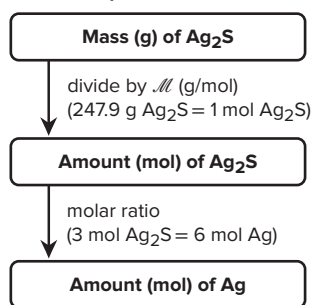 Mass (g) of Ag₂S
divide by ℳ (g/mol)
(247.9 g Ag₂S = 1 mol Ag₂S)
Amount (mol) of Ag₂S
molar ratio
(3 mol Ag₂S = 6 mol Ag)
Amount (mol) of Ag